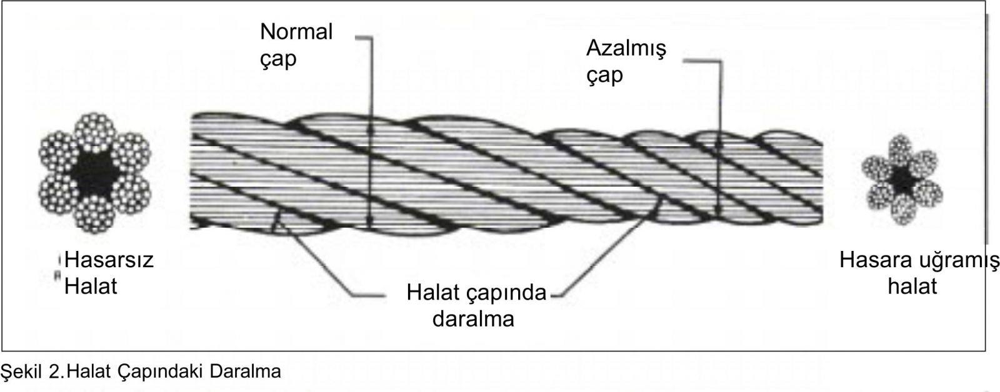 Normal
çap
Azalmış
çap
Hasarsız
Halat
Hasara uğramış
halat
Halat çapında
daralma
Şekil 2.Halat Çapındaki Daralma